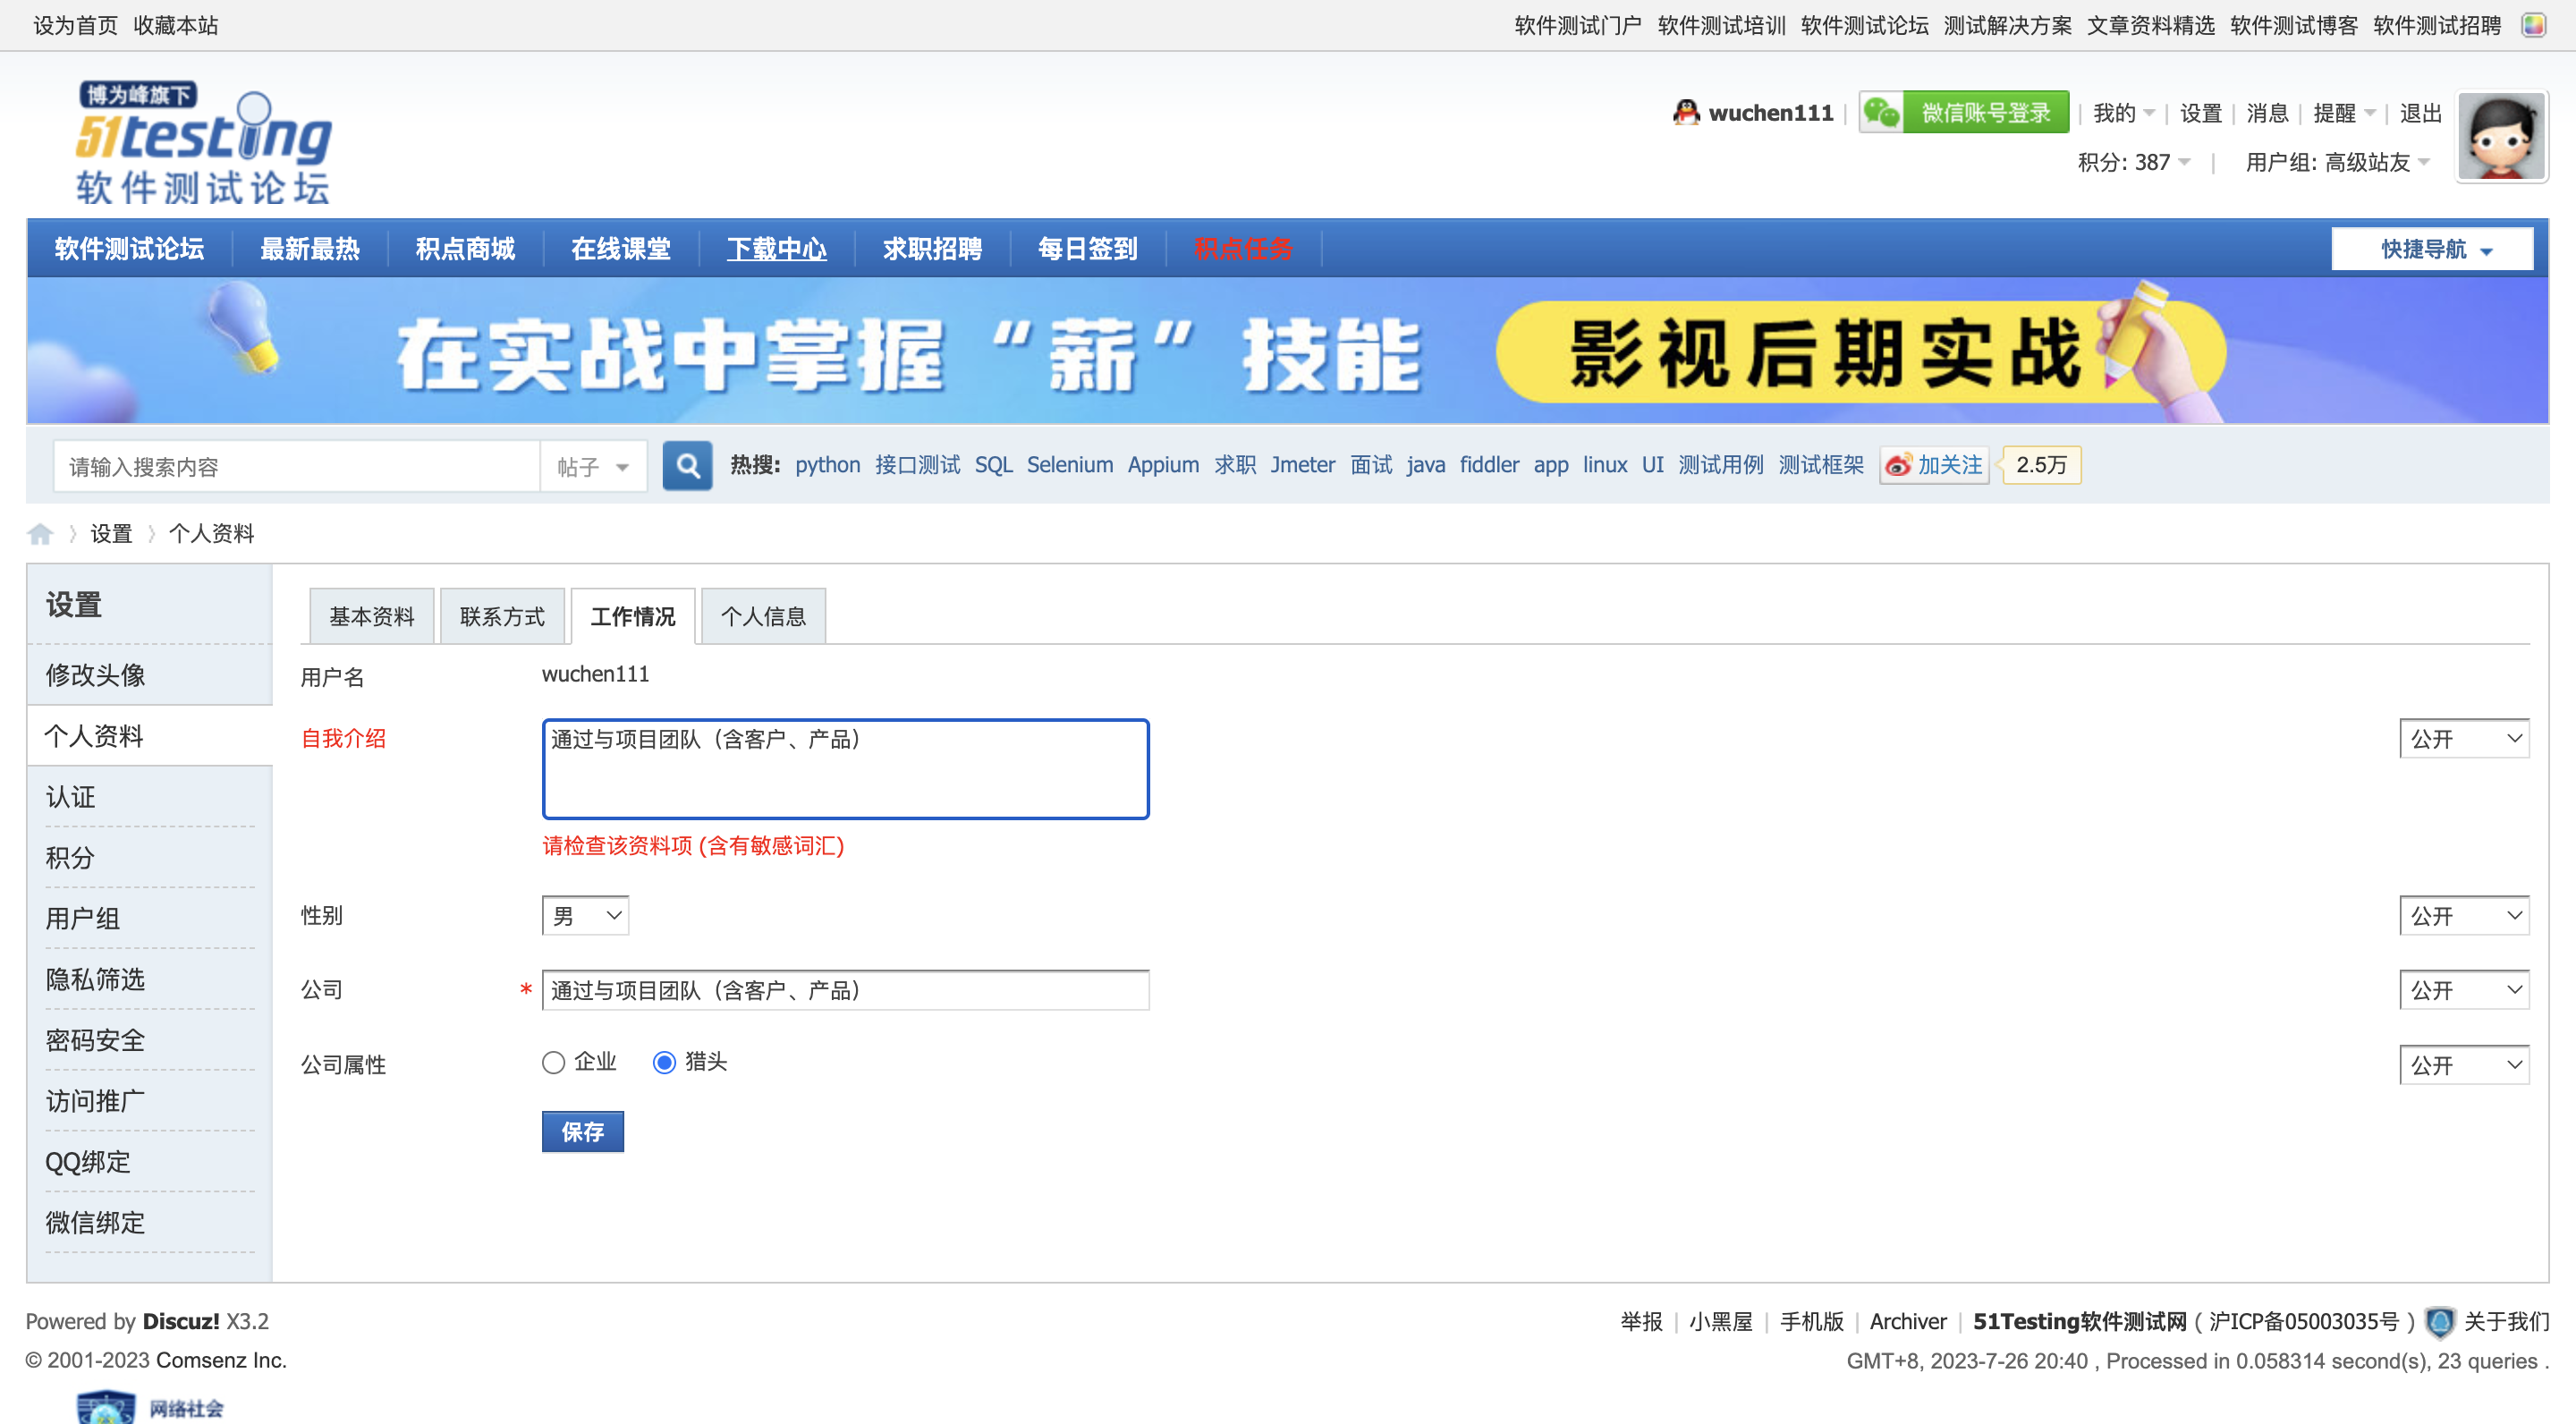 设为首页 收藏本站
软件测试门户 软件测试培训 软件测试论坛 测试解决方案 文章资料精选 软件测试博客 软件测试招聘
博为峰旗下
51testing
软件测试论坛
wuchen111 微信账号登录 我的 设置 消息 提醒 退出
积分: 387 用户组: 高级站友
软件测试论坛 最新最热 积点商城 在线课堂 下载中心 求职招聘 每日签到 积点任务 快捷导航
在实战中掌握“薪”技能 影视后期实战
请输入搜索内容 帖子 热搜: python 接口测试 SQL Selenium Appium 求职 Jmeter 面试 java fiddler app linux UI 测试用例 测试框架 加关注 2.5万
设置 〉 个人资料
设置
修改头像
个人资料
认证
积分
用户组
隐私筛选
密码安全
访问推广
QQ绑定
微信绑定
基本资料 联系方式 工作情况 个人信息
用户名 wuchen111
自我介绍 通过与项目团队（含客户、产品） 公开
请检查该资料项 (含有敏感词汇)
性别 男 公开
公司 * 通过与项目团队（含客户、产品） 公开
公司属性 企业 猎头 公开
保存
Powered by Discuz! X3.2
© 2001-2023 Comsenz Inc.
举报 | 小黑屋 | 手机版 | Archiver | 51Testing软件测试网 ( 沪ICP备05003035号 ) 关于我们
GMT+8, 2023-7-26 20:40 , Processed in 0.058314 second(s), 23 queries .
网络社会